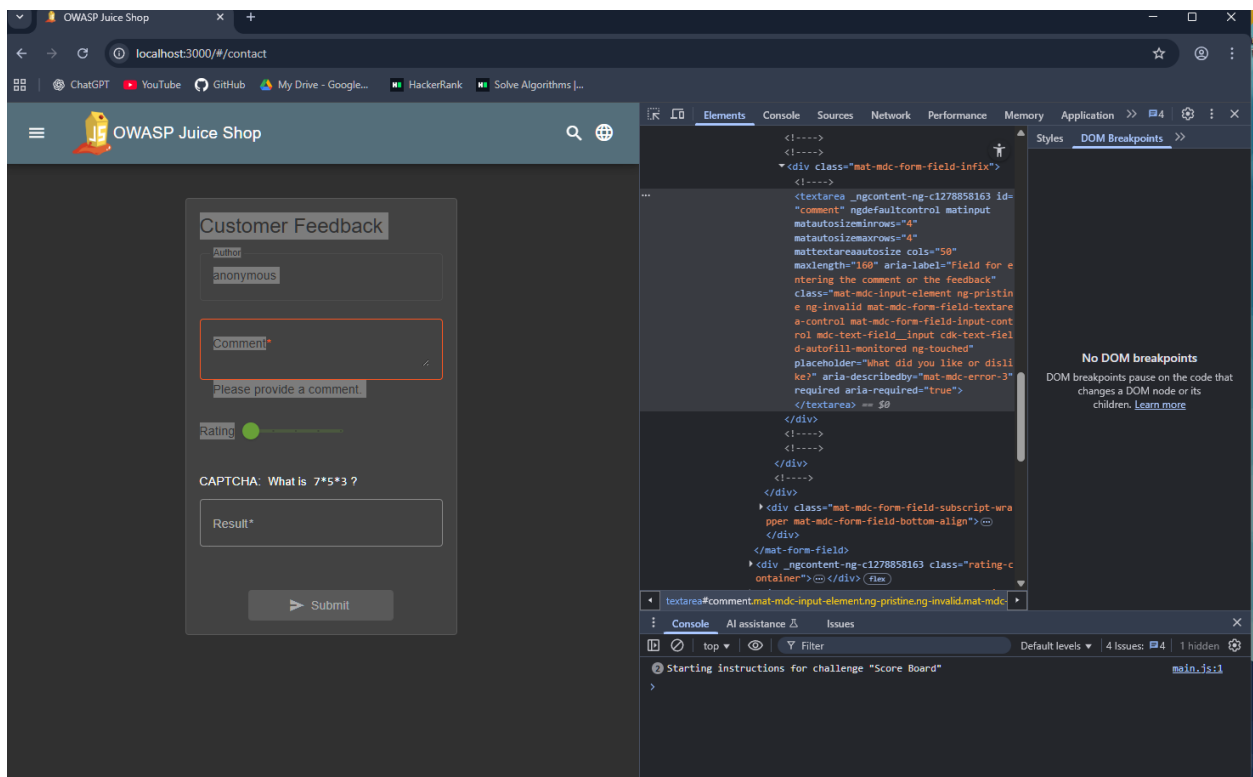 OWASP Juice Shop
localhost:3000/#/contact
ChatGPT YouTube GitHub My Drive - Google... HackerRank Solve Algorithms |...
OWASP Juice Shop
Customer Feedback
Author
anonymous
Comment*
Please provide a comment.
Rating
CAPTCHA: What is 7*5*3 ?
Result*
Submit
Elements Console Sources Network Performance Memory Application 4
Styles DOM Breakpoints
<!---->
<!---->
<div class="mat-mdc-form-field-infix">
<!---->
<textarea _ngcontent-ng-c1278858163 id=
"comment" ngdefaultcontrol matinput
matautosizeminrows="4"
matautosizemaxrows="4"
mattextareaautosize cols="50"
maxlength="160" aria-label="Field for e
ntering the comment or the feedback"
class="mat-mdc-input-element ng-pristin
e ng-invalid mat-mdc-form-field-textare
a-control mat-mdc-form-field-input-cont
rol mdc-text-field__input cdk-text-fiel
d-autofill-monitored ng-touched"
placeholder="What did you like or disli
ke?" aria-describedby="mat-mdc-error-3"
required aria-required="true">
</textarea> == $0
</div>
<!---->
<!---->
</div>
<!---->
</div>
<div class="mat-mdc-form-field-subscript-wra
pper mat-mdc-form-field-bottom-align">
</div>
</mat-form-field>
<div _ngcontent-ng-c1278858163 class="rating-c
ontainer"></div> flex
No DOM breakpoints
DOM breakpoints pause on the code that
changes a DOM node or its
children. Learn more
textarea#comment.mat-mdc-input-element.ng-pristine.ng-invalid.mat-mdc-
Console AI assistance Issues
top Filter Default levels 4 Issues: 4 1 hidden
2 Starting instructions for challenge "Score Board" main.js:1